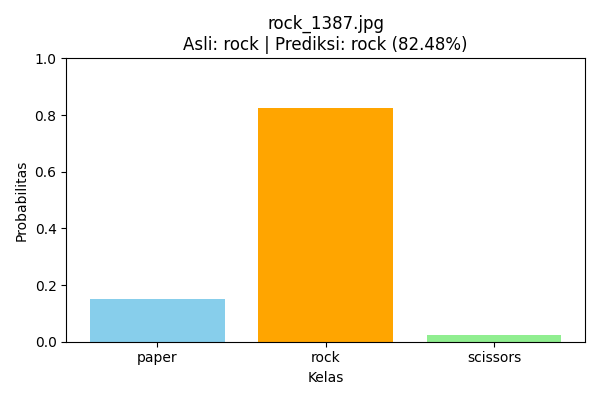 rock_1387.jpg
Asli: rock | Prediksi: rock (82.48%)
1.0
0.8
0.6
0.4
0.2
0.0
Probabilitas
paper
rock
scissors
Kelas